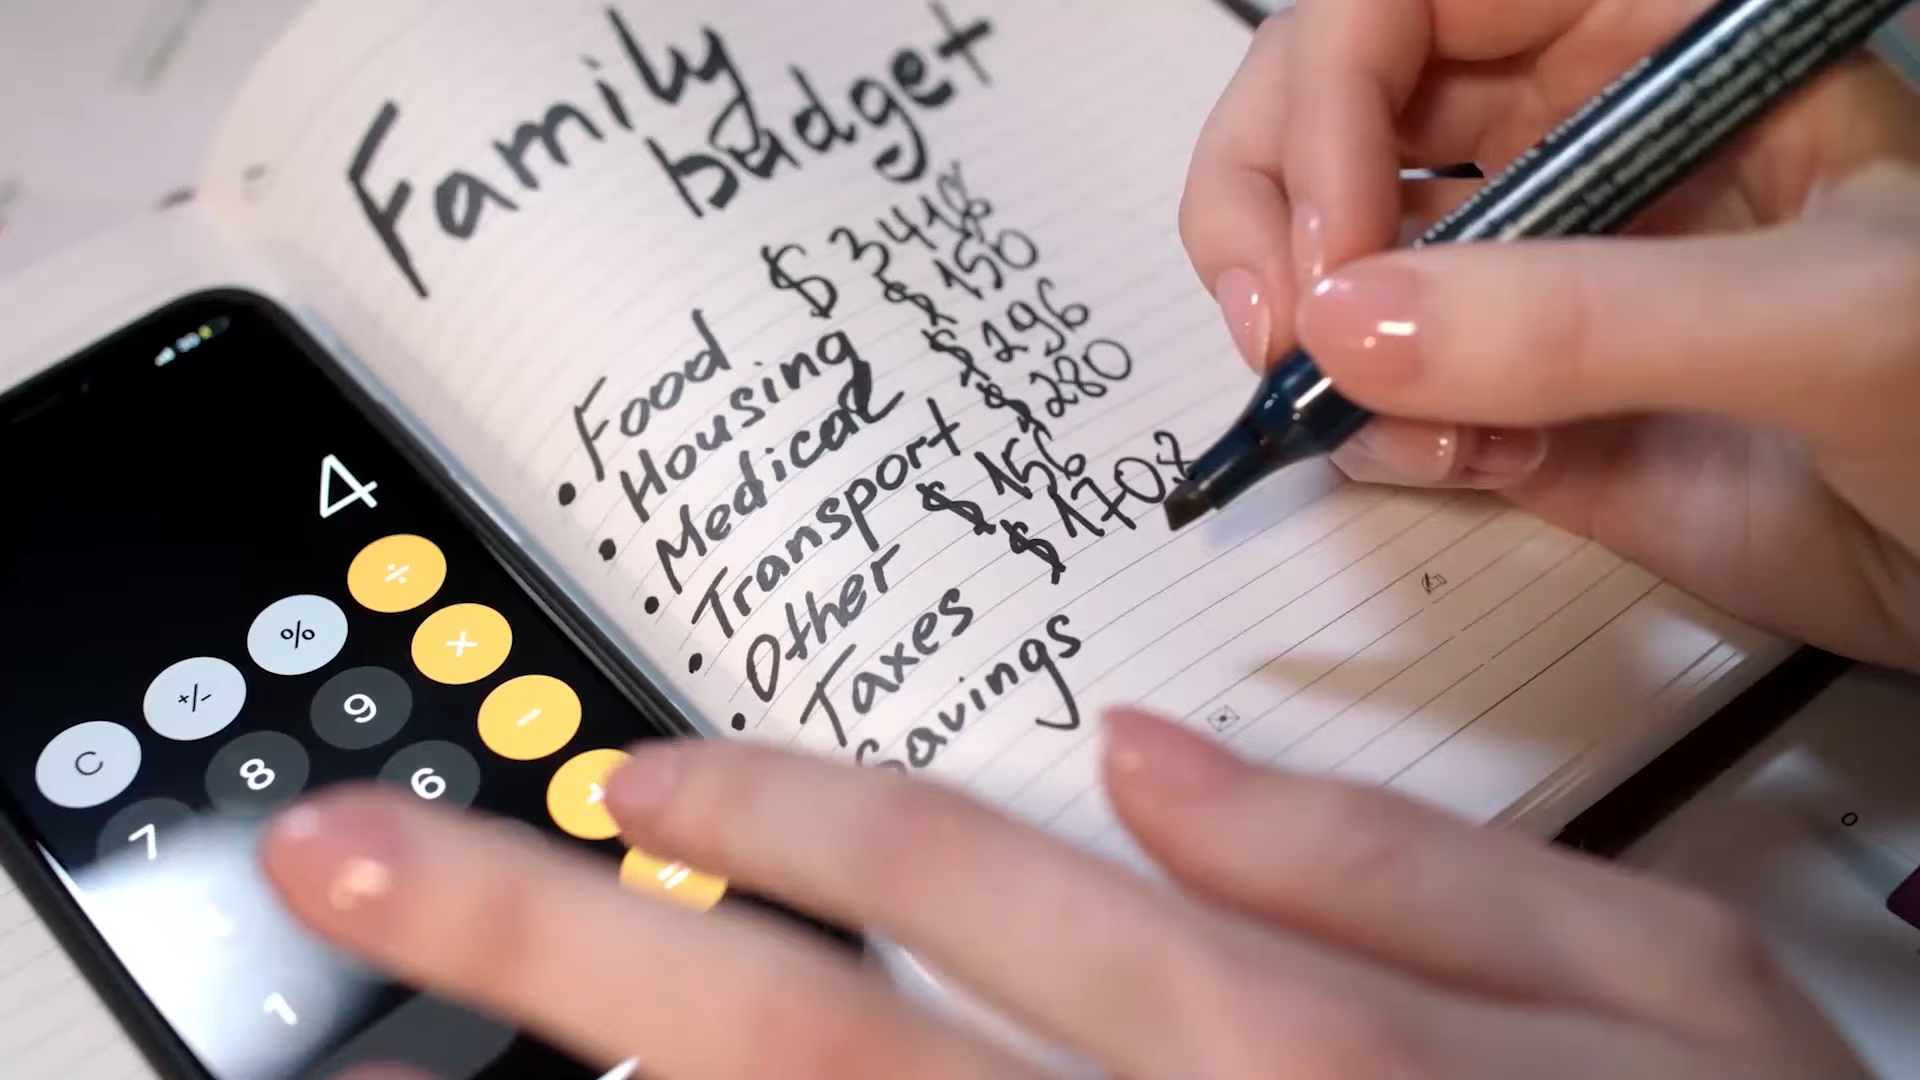 Family
budget
Food $ 3418
• Housing $ 150
• Medical $ 296
• Transport $ 280
• Other $ 156
• Taxes $ 1707
Savings
4
C +/- % ÷
7 8 9 ×
6 −
1 +
=